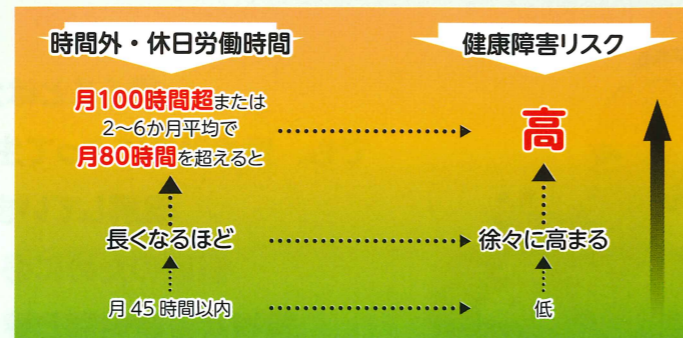 時間外・休日労働時間
健康障害リスク
月100時間超または
2〜6か月平均で
月80時間を超えると
高
長くなるほど
徐々に高まる
月45時間以内
低